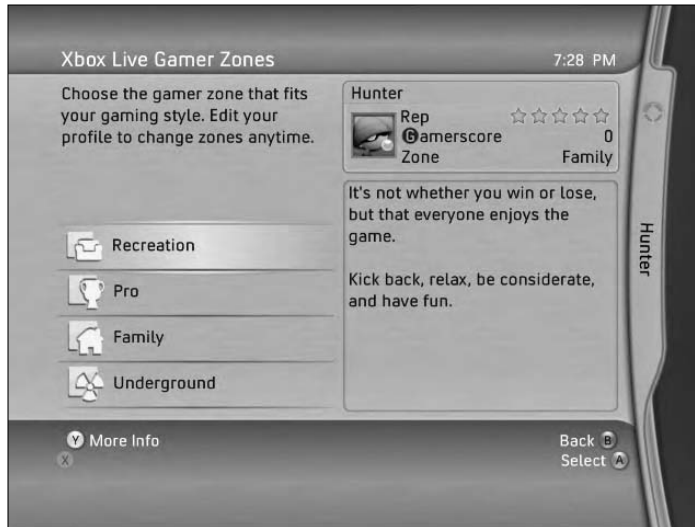 Xbox Live Gamer Zones
7:28 PM
Choose the gamer zone that fits
your gaming style. Edit your
profile to change zones anytime.
Hunter
Rep
Gamerscore 0
Zone Family
It's not whether you win or lose,
but that everyone enjoys the
game.
Kick back, relax, be considerate,
and have fun.
Recreation
Pro
Family
Underground
Hunter
Y More Info
X
Back B
Select A